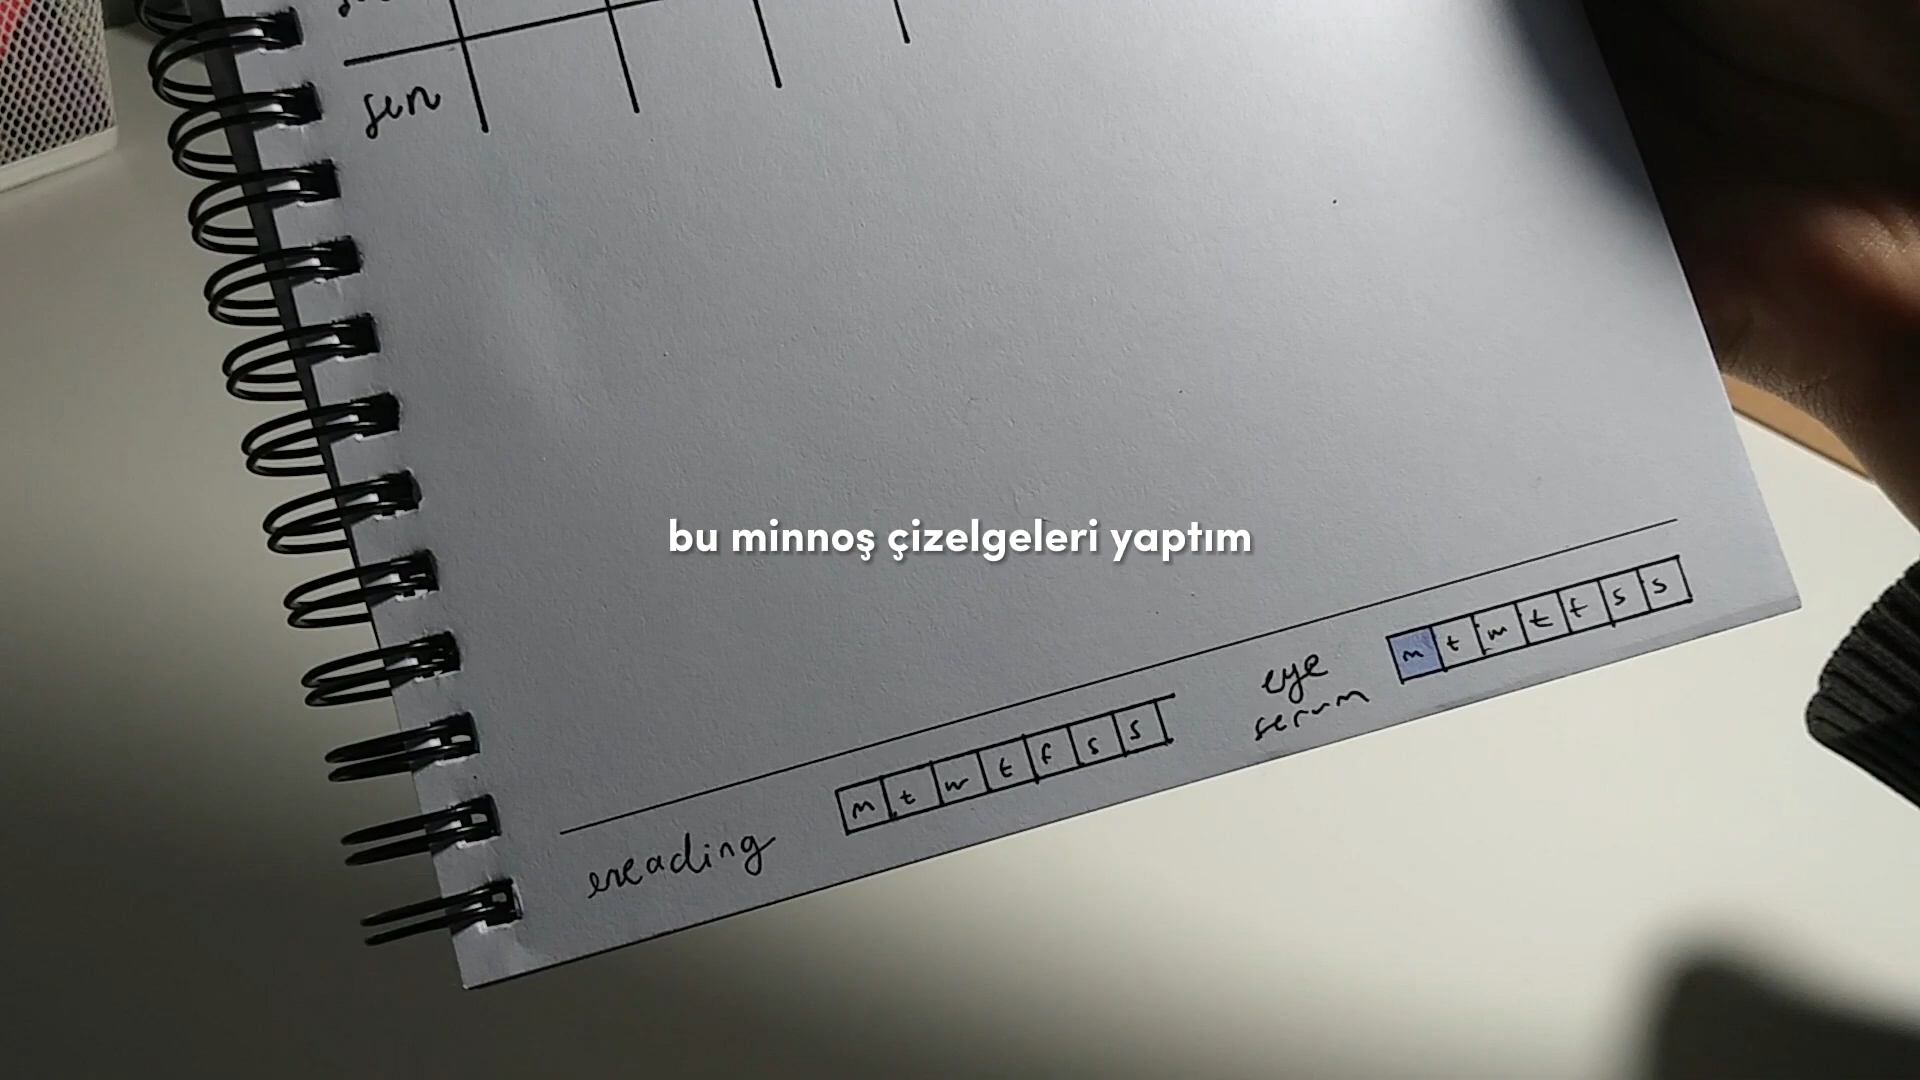 sun
bu minnoş çizelgeleri yaptım
reading
m t w t f s s
eye
serum
m t w t f s s